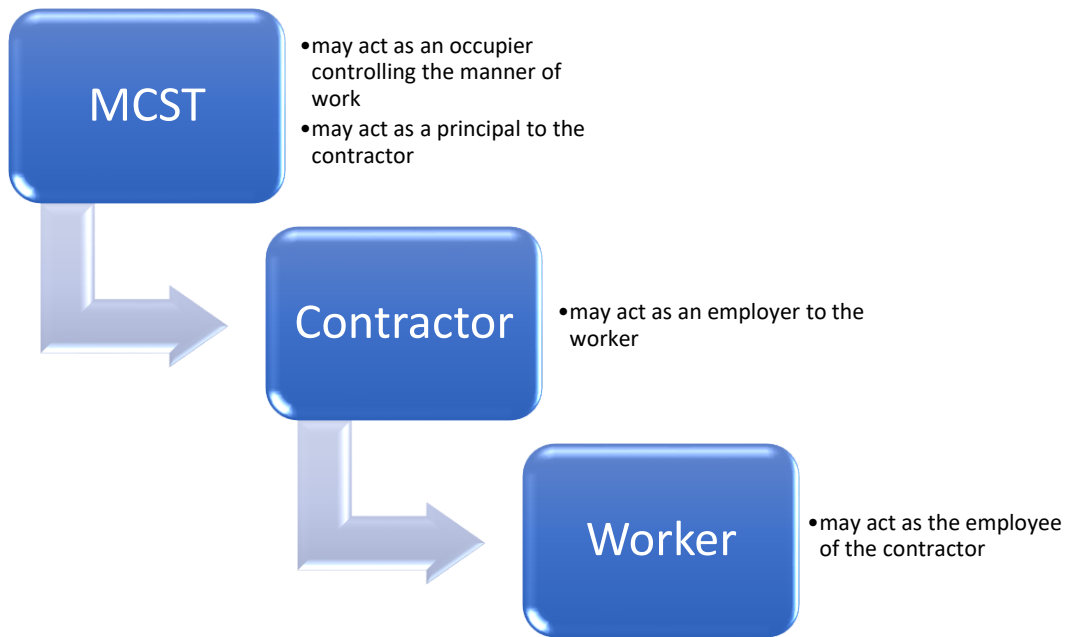 MCST
•may act as an occupier
controlling the manner of
work
•may act as a principal to the
contractor
Contractor
•may act as an employer to the
worker
Worker
•may act as the employee
of the contractor